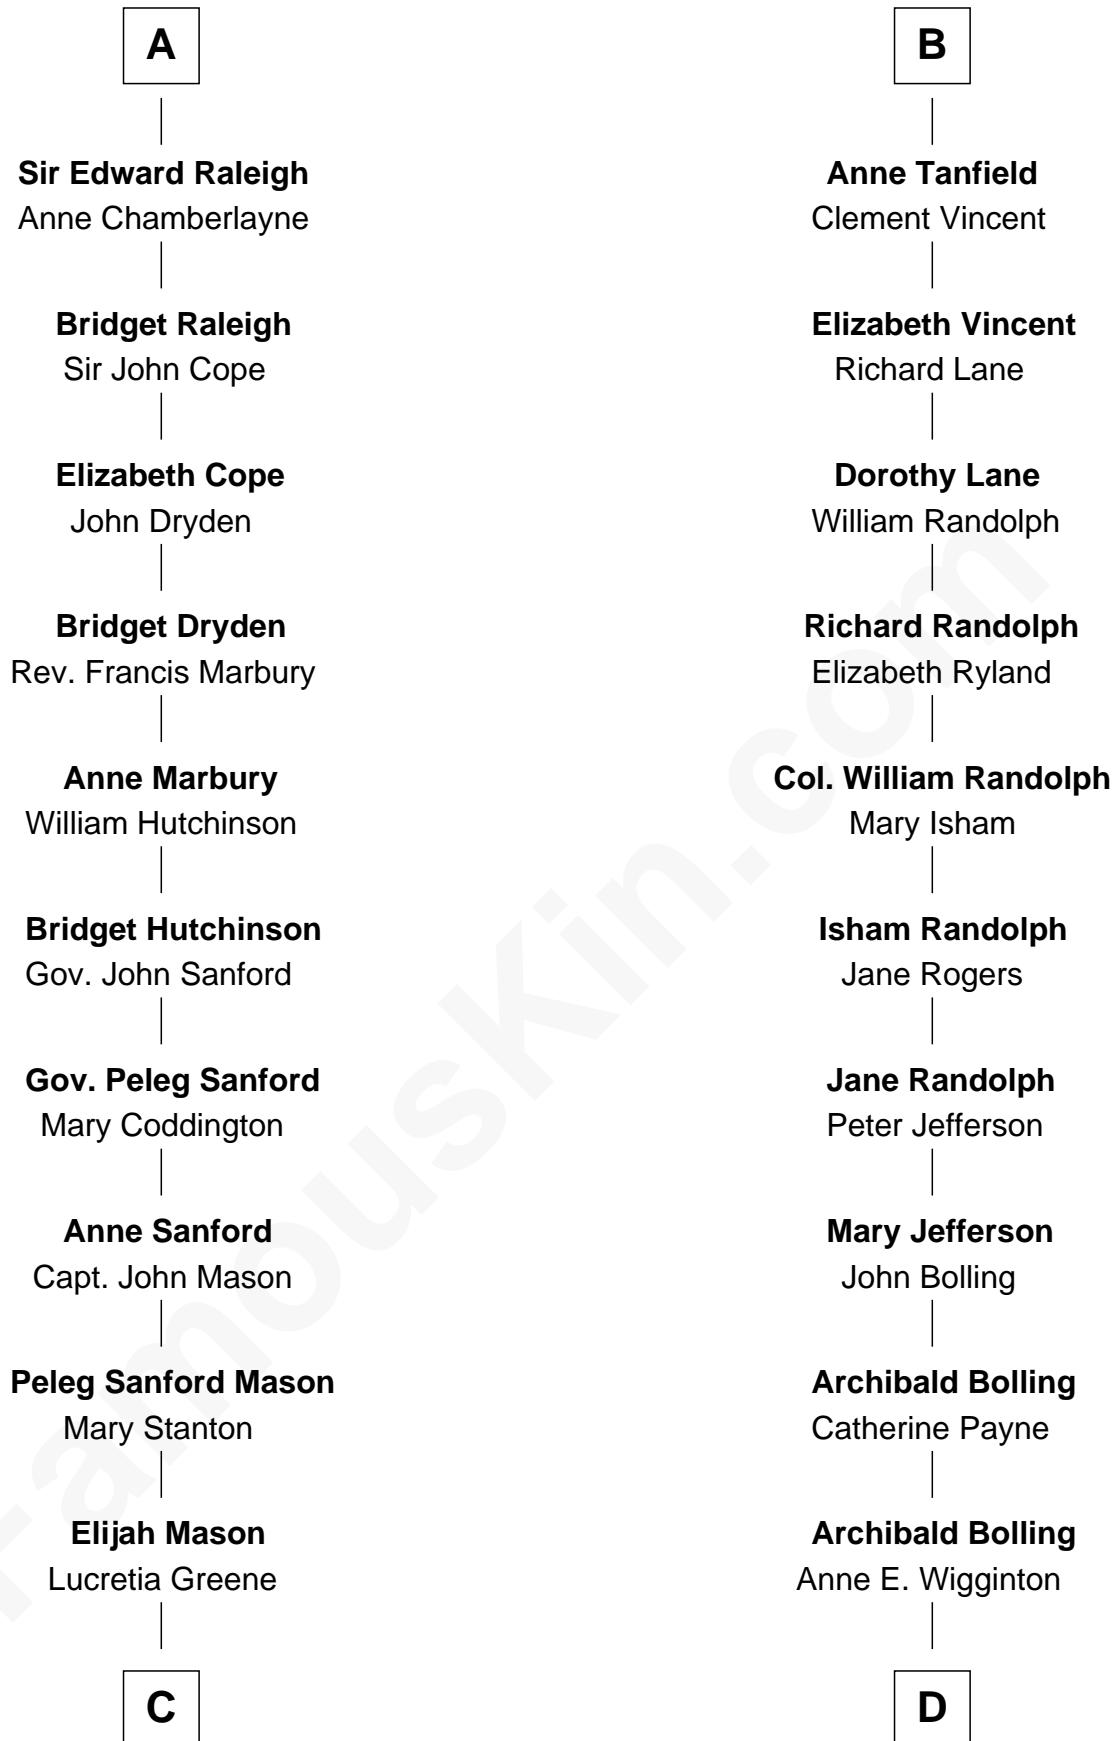 A
Sir Edward Raleigh
Anne Chamberlayne
Bridget Raleigh
Sir John Cope
Elizabeth Cope
John Dryden
Bridget Dryden
Rev. Francis Marbury
Anne Marbury
William Hutchinson
Bridget Hutchinson
Gov. John Sanford
Gov. Peleg Sanford
Mary Coddington
Anne Sanford
Capt. John Mason
Peleg Sanford Mason
Mary Stanton
Elijah Mason
Lucretia Greene
C
B
Anne Tanfield
Clement Vincent
Elizabeth Vincent
Richard Lane
Dorothy Lane
William Randolph
Richard Randolph
Elizabeth Ryland
Col. William Randolph
Mary Isham
Isham Randolph
Jane Rogers
Jane Randolph
Peter Jefferson
Mary Jefferson
John Bolling
Archibald Bolling
Catherine Payne
Archibald Bolling
Anne E. Wigginton
D
FamousKin.com